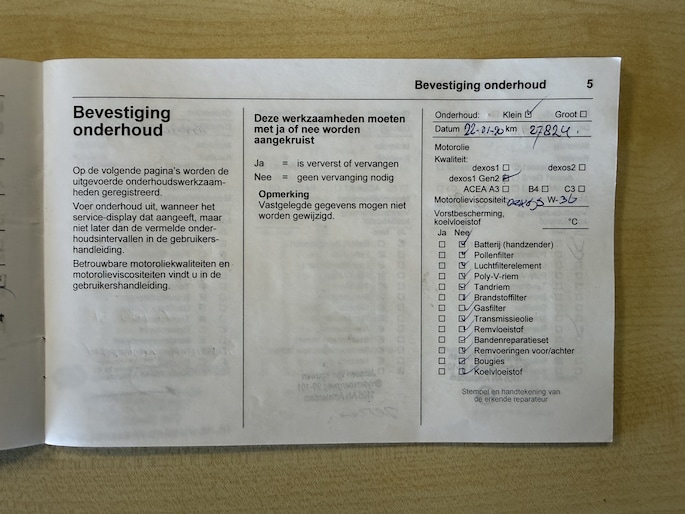 Bevestiging onderhoud 5
Bevestiging
onderhoud
Op de volgende pagina's worden de
uitgevoerde onderhoudswerkzaam-
heden geregistreerd.
Voer onderhoud uit, wanneer het
service-display dat aangeeft, maar
niet later dan de vermelde onder-
houdsintervallen in de gebruikers-
handleiding.
Betrouwbare motoroliekwaliteiten en
motorolieviscositeiten vindt u in de
gebruikershandleiding.
Deze werkzaamheden moeten
met ja of nee worden
aangekruist
Ja = is ververst of vervangen
Nee = geen vervanging nodig
Opmerking
Vastgelegde gegevens mogen niet
worden gewijzigd.
Onderhoud: Klein ☑ Groot ☐
Datum 22-01-20 km 27824.
Motorolie
Kwaliteit:
dexos1 ☐ dexos2 ☐
dexos1 Gen2 ☑
ACEA A3 ☐ B4 ☐ C3 ☐
Motorolieviscositeit W-30
Vorstbescherming,
koelvloeistof °C
Ja Nee
☐ ☑ Batterij (handzender)
☐ ☑ Pollenfilter
☐ ☑ Luchtfilterelement
☐ ☑ Poly-V-riem
☐ ☑ Tandriem
☐ ☑ Brandstoffilter
☐ ☑ Gasfilter
☐ ☑ Transmissieolie
☐ ☑ Remvloeistof
☐ ☑ Bandenreparatieset
☐ ☑ Remvoeringen voor/achter
☐ ☑ Bougies
☐ ☑ Koelvloeistof
Stempel en handtekening van
de erkende reparateur